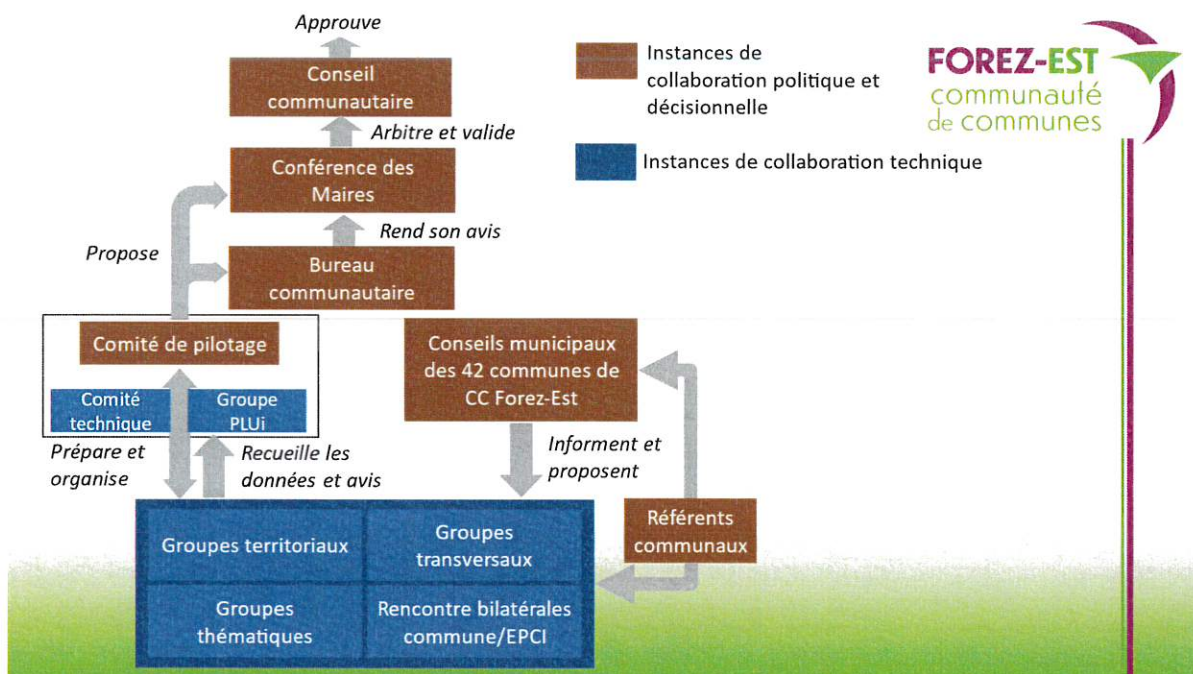 Approuve
Conseil
communautaire
Arbitre et valide
Conférence des
Maires
Rend son avis
Propose
Bureau
communautaire
Comité de pilotage
Comité
technique
Groupe
PLUi
Prépare et
organise
Recueille les
données et avis
Conseils municipaux
des 42 communes de
CC Forez-Est
Informent et
proposent
Référents
communaux
Groupes territoriaux
Groupes
transversaux
Groupes
thématiques
Rencontre bilatérales
commune/EPCI
Instances de
collaboration politique et
décisionnelle
Instances de collaboration technique
FOREZ-EST
communauté
de communes